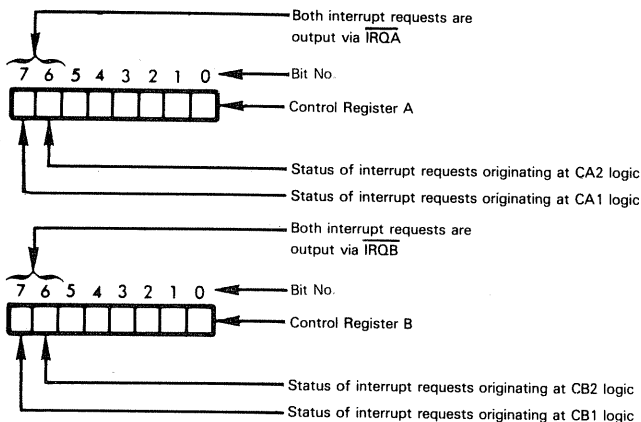 Both interrupt requests are
output via IRQA
7 6 5 4 3 2 1 0
Bit No.
Control Register A
Status of interrupt requests originating at CA2 logic
Status of interrupt requests originating at CA1 logic
Both interrupt requests are
output via IRQB
7 6 5 4 3 2 1 0
Bit No.
Control Register B
Status of interrupt requests originating at CB2 logic
Status of interrupt requests originating at CB1 logic